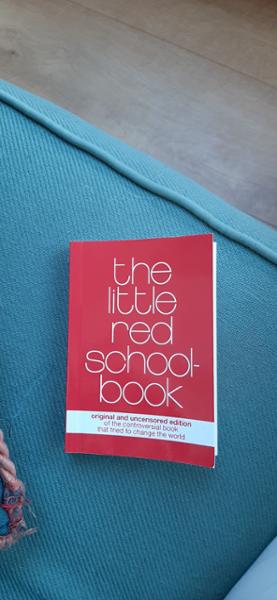 the
little
red
school-
book
original and uncensored edition
of the controversial book
that tried to change the world